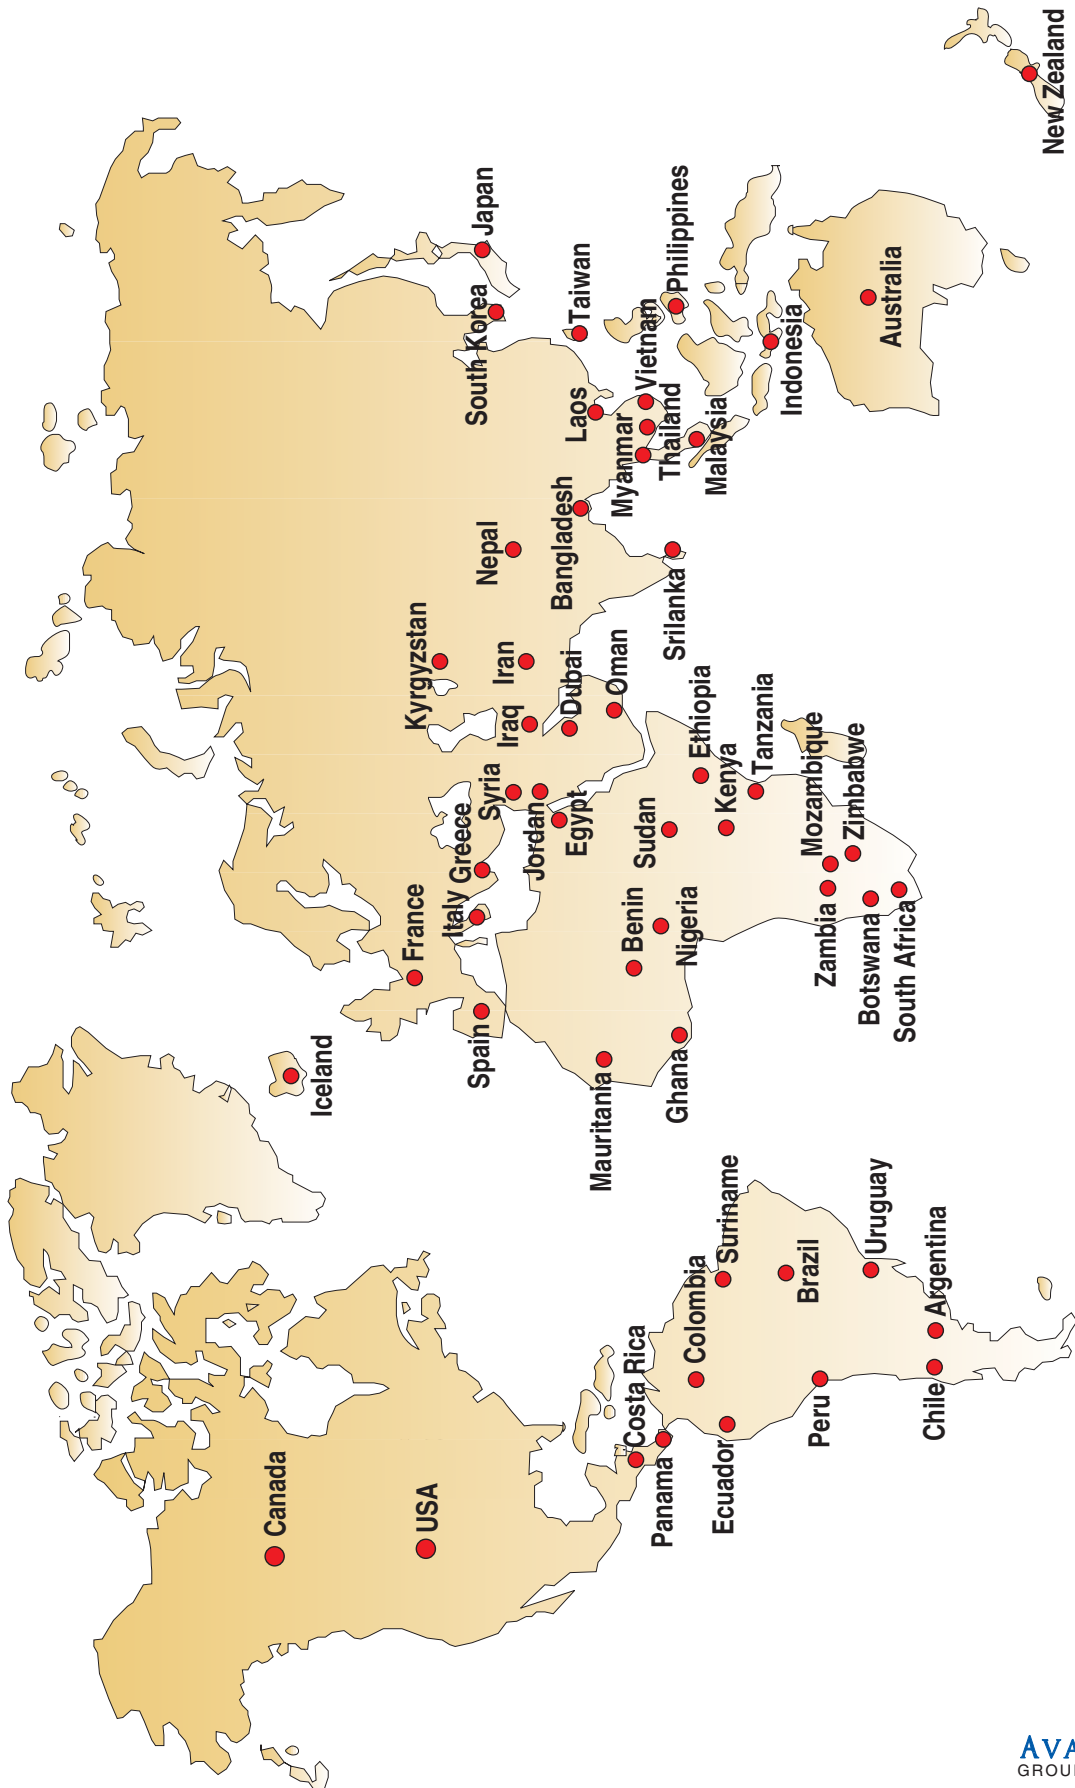 Canada
USA
Costa Rica
Panama
Colombia
Ecuador
Suriname
Brazil
Peru
Uruguay
Chile
Argentina
Iceland
France
Spain
Italy
Greece
Mauritania
Ghana
Benin
Nigeria
Sudan
Egypt
Jordan
Syria
Iraq
Iran
Kyrgyzstan
Dubai
Oman
Ethiopia
Kenya
Tanzania
Mozambique
Zimbabwe
Zambia
Botswana
South Africa
Nepal
Bangladesh
Srilanka
Myanmar
Laos
Thailand
Vietnam
Malaysia
Indonesia
Philippines
Taiwan
South Korea
Japan
Australia
New Zealand
AVA
GROUP